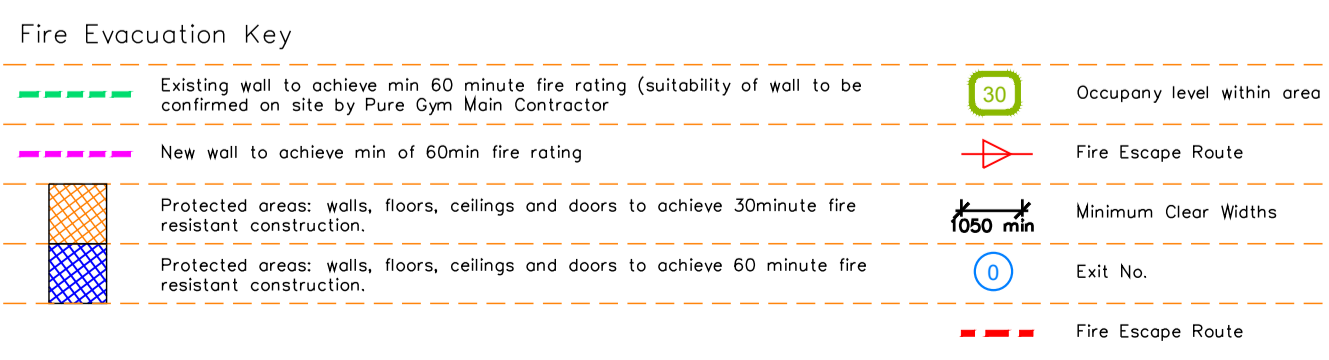 Fire Evacuation Key
Existing wall to achieve min 60 minute fire rating (suitability of wall to be
confirmed on site by Pure Gym Main Contractor
New wall to achieve min of 60min fire rating
Protected areas: walls, floors, ceilings and doors to achieve 30minute fire
resistant construction.
Protected areas: walls, floors, ceilings and doors to achieve 60 minute fire
resistant construction.
30
Occupany level within area
Fire Escape Route
1050 min
Minimum Clear Widths
0
Exit No.
Fire Escape Route